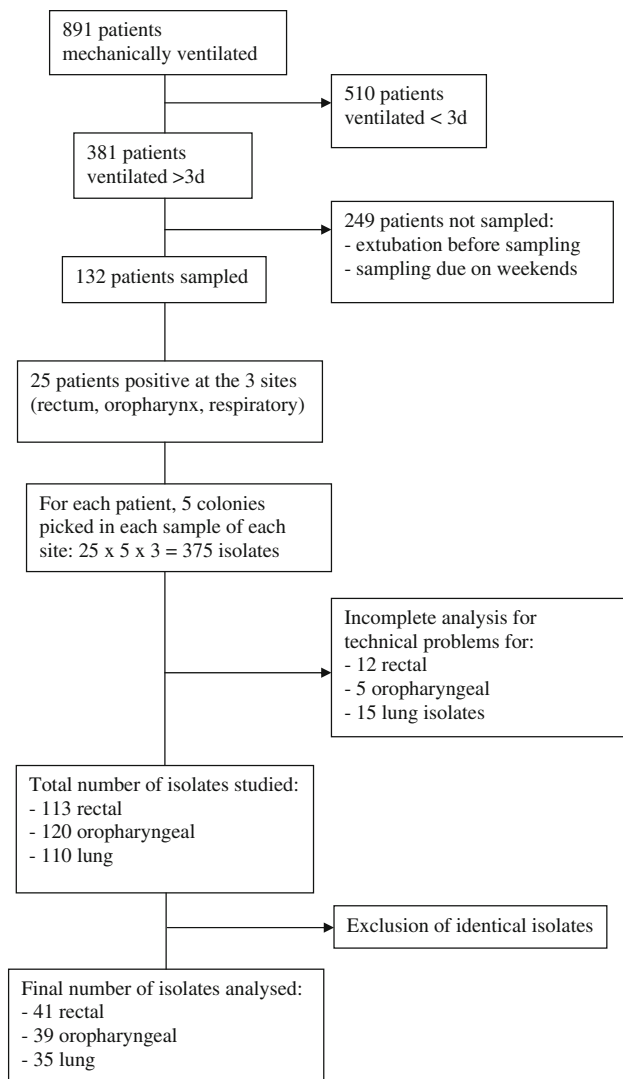 891 patients
mechanically ventilated
510 patients
ventilated < 3d
381 patients
ventilated >3d
249 patients not sampled:
- extubation before sampling
- sampling due on weekends
132 patients sampled
25 patients positive at the 3 sites
(rectum, oropharynx, respiratory)
For each patient, 5 colonies
picked in each sample of each
site: 25 x 5 x 3 = 375 isolates
Incomplete analysis for
technical problems for:
- 12 rectal
- 5 oropharyngeal
- 15 lung isolates
Total number of isolates studied:
- 113 rectal
- 120 oropharyngeal
- 110 lung
Exclusion of identical isolates
Final number of isolates analysed:
- 41 rectal
- 39 oropharyngeal
- 35 lung